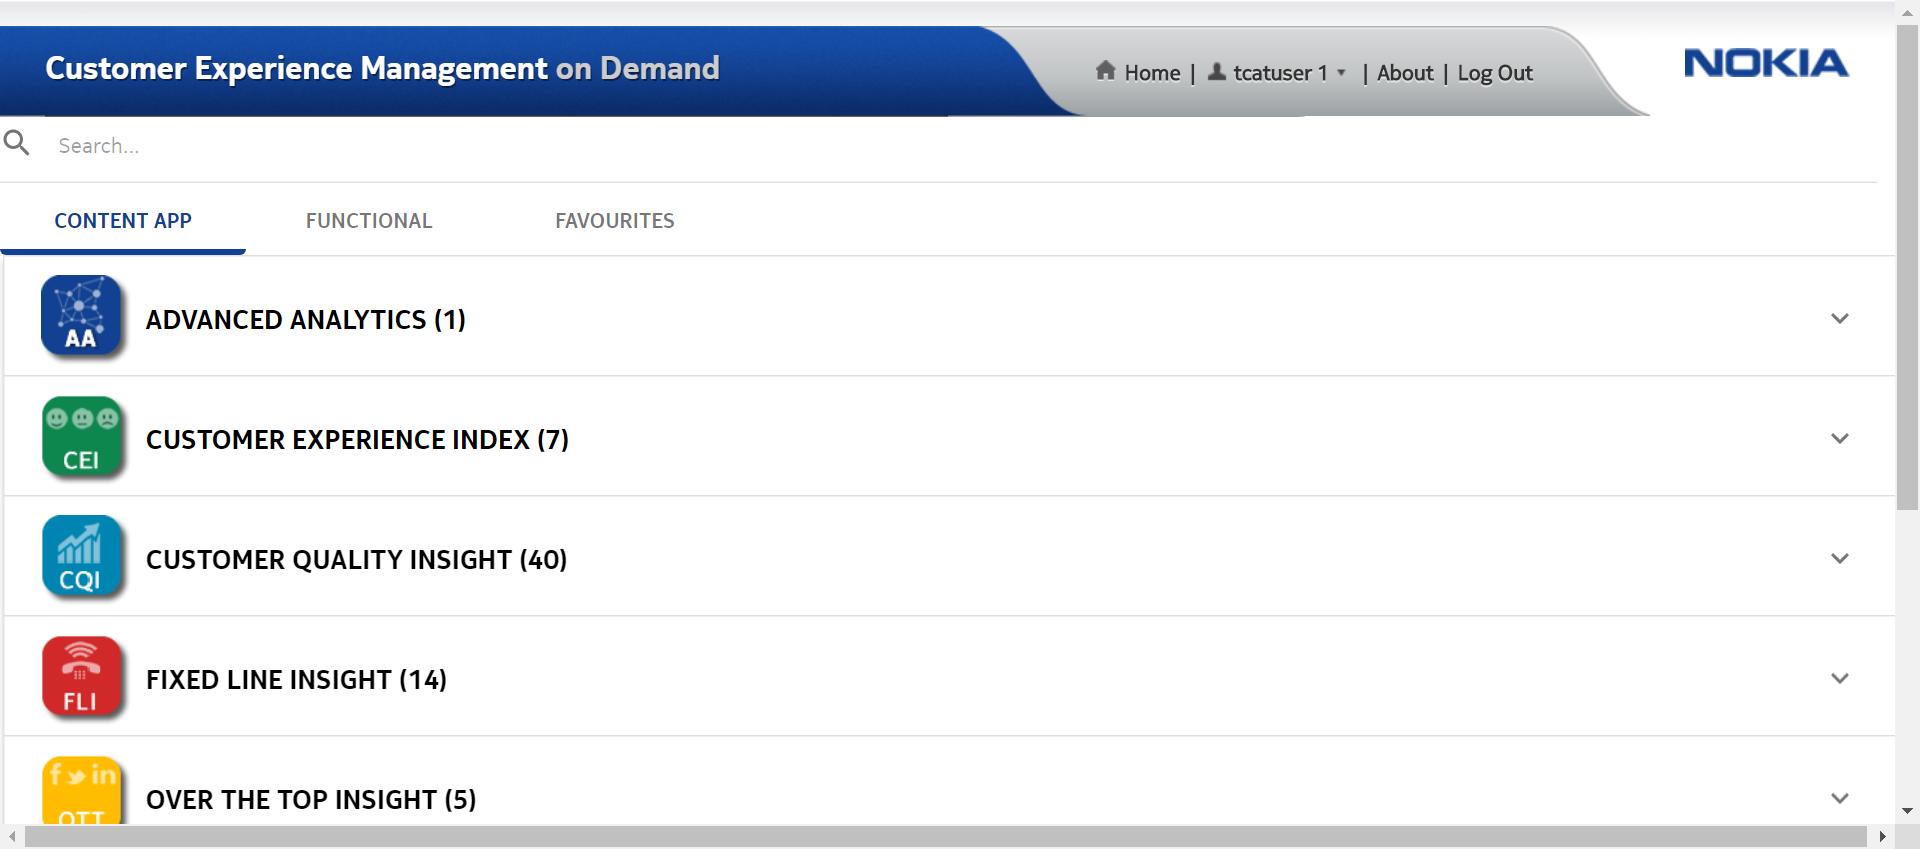 Customer Experience Management on Demand
Home | tcatuser 1 | About | Log Out
NOKIA
Search...
CONTENT APP FUNCTIONAL FAVOURITES
AA
ADVANCED ANALYTICS (1)
CEI
CUSTOMER EXPERIENCE INDEX (7)
CQI
CUSTOMER QUALITY INSIGHT (40)
FLI
FIXED LINE INSIGHT (14)
f in
OTT
OVER THE TOP INSIGHT (5)